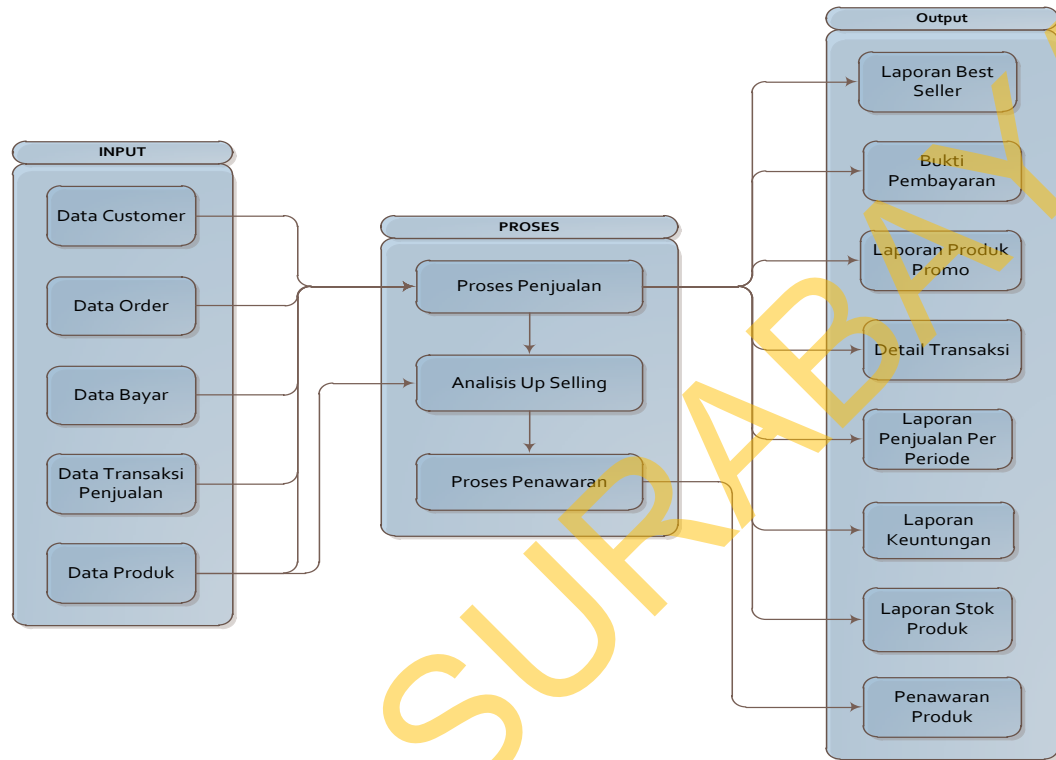 INPUT
Data Customer
Data Order
Data Bayar
Data Transaksi
Penjualan
Data Produk
PROSES
Proses Penjualan
Analisis Up Selling
Proses Penawaran
Output
Laporan Best
Seller
Bukti
Pembayaran
Laporan Produk
Promo
Detail Transaksi
Laporan
Penjualan Per
Periode
Laporan
Keuntungan
Laporan Stok
Produk
Penawaran
Produk
SURABAY